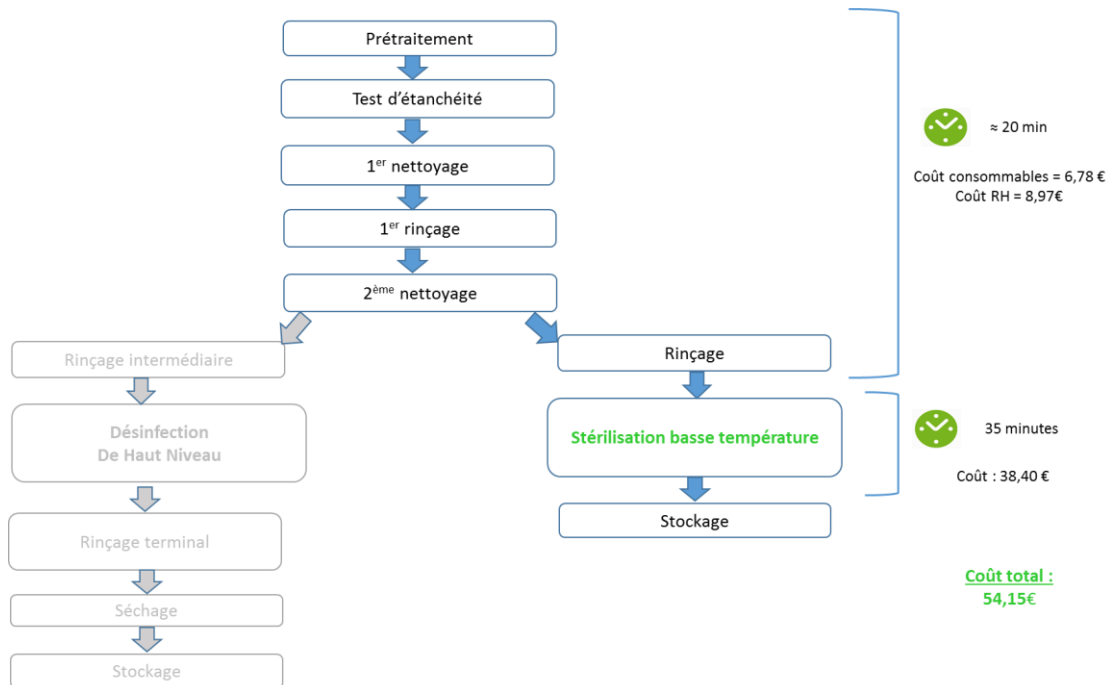 Prétraitement
Test d'étanchéité
1er nettoyage
1er rinçage
2ème nettoyage
≈ 20 min
Coût consommables = 6,78 €
Coût RH = 8,97€
Rinçage intermédiaire
Désinfection
De Haut Niveau
Rinçage terminal
Séchage
Stockage
Rinçage
Stérilisation basse température
Stockage
35 minutes
Coût : 38,40 €
Coût total :
54,15€